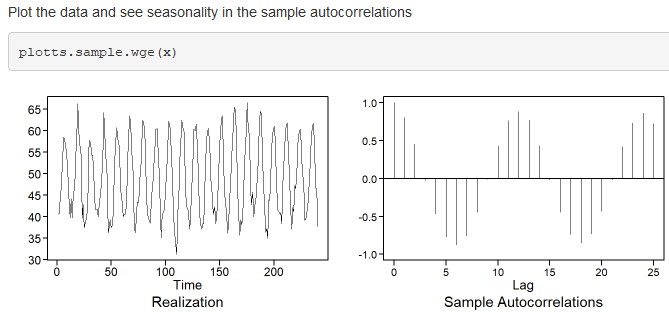 Plot the data and see seasonality in the sample autocorrelations
plotts.sample.wge(x)
65
60
55
50
45
40
35
30
0 50 100 150 200
Time
Realization
1.0
0.5
0.0
-0.5
-1.0
0 5 10 15 20 25
Lag
Sample Autocorrelations